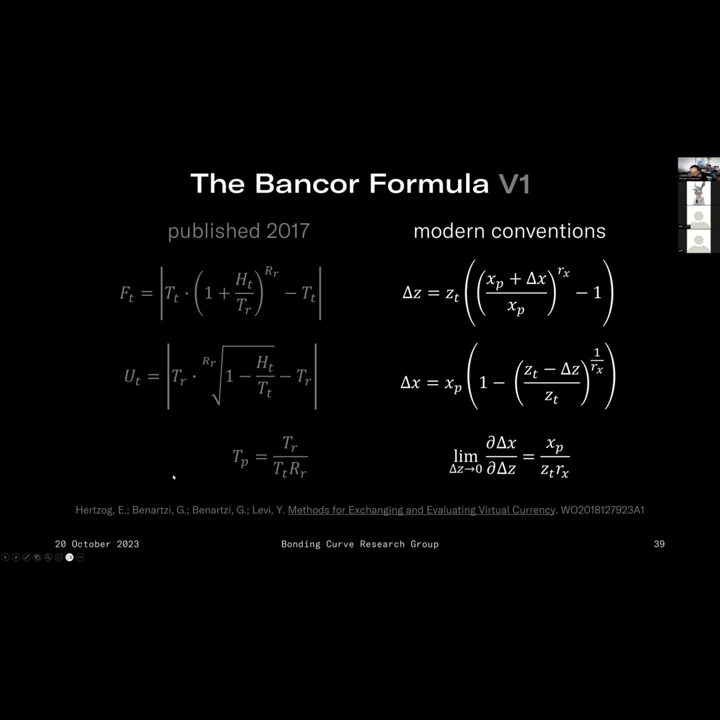 The Bancor Formula V1
published 2017 modern conventions
F_t = |T_t · (1 + H_t/T_r)^{R_r} − T_t| Δz = z_t (((x_p + Δx)/x_p)^{r_x} − 1)
U_t = |T_r · \sqrt[R_r]{1 − H_t/T_t} − T_r| Δx = x_p (1 − ((z_t − Δz)/z_t)^{1/r_x})
T_p = T_r/(T_t R_r) lim_{Δz→0} ∂Δx/∂Δz = x_p/(z_t r_x)
Hertzog, E.; Benartzi, G.; Benartzi, G.; Levi, Y. Methods for Exchanging and Evaluating Virtual Currency. WO2018127923A1
20 October 2023 Bonding Curve Research Group 39